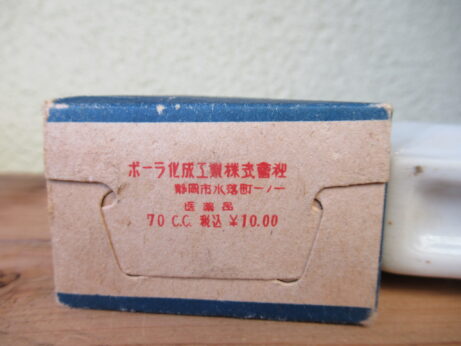 ポーラ化成工業株式會社
静岡市水落町一ノ一
医薬品
70 C.C. 税込 ¥10.00